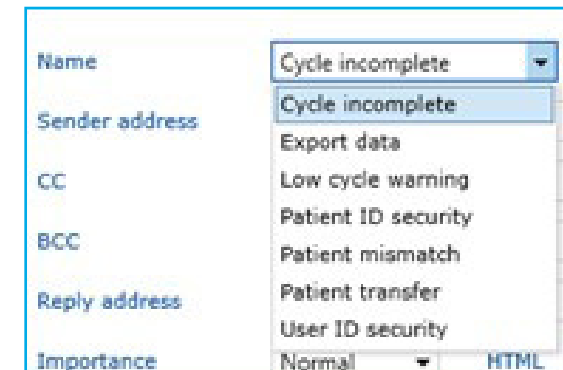 Name Cycle incomplete
Cycle incomplete
Sender address
Export data
CC Low cycle warning
Patient ID security
BCC
Patient mismatch
Reply address Patient transfer
User ID security
Importance Normal HTML